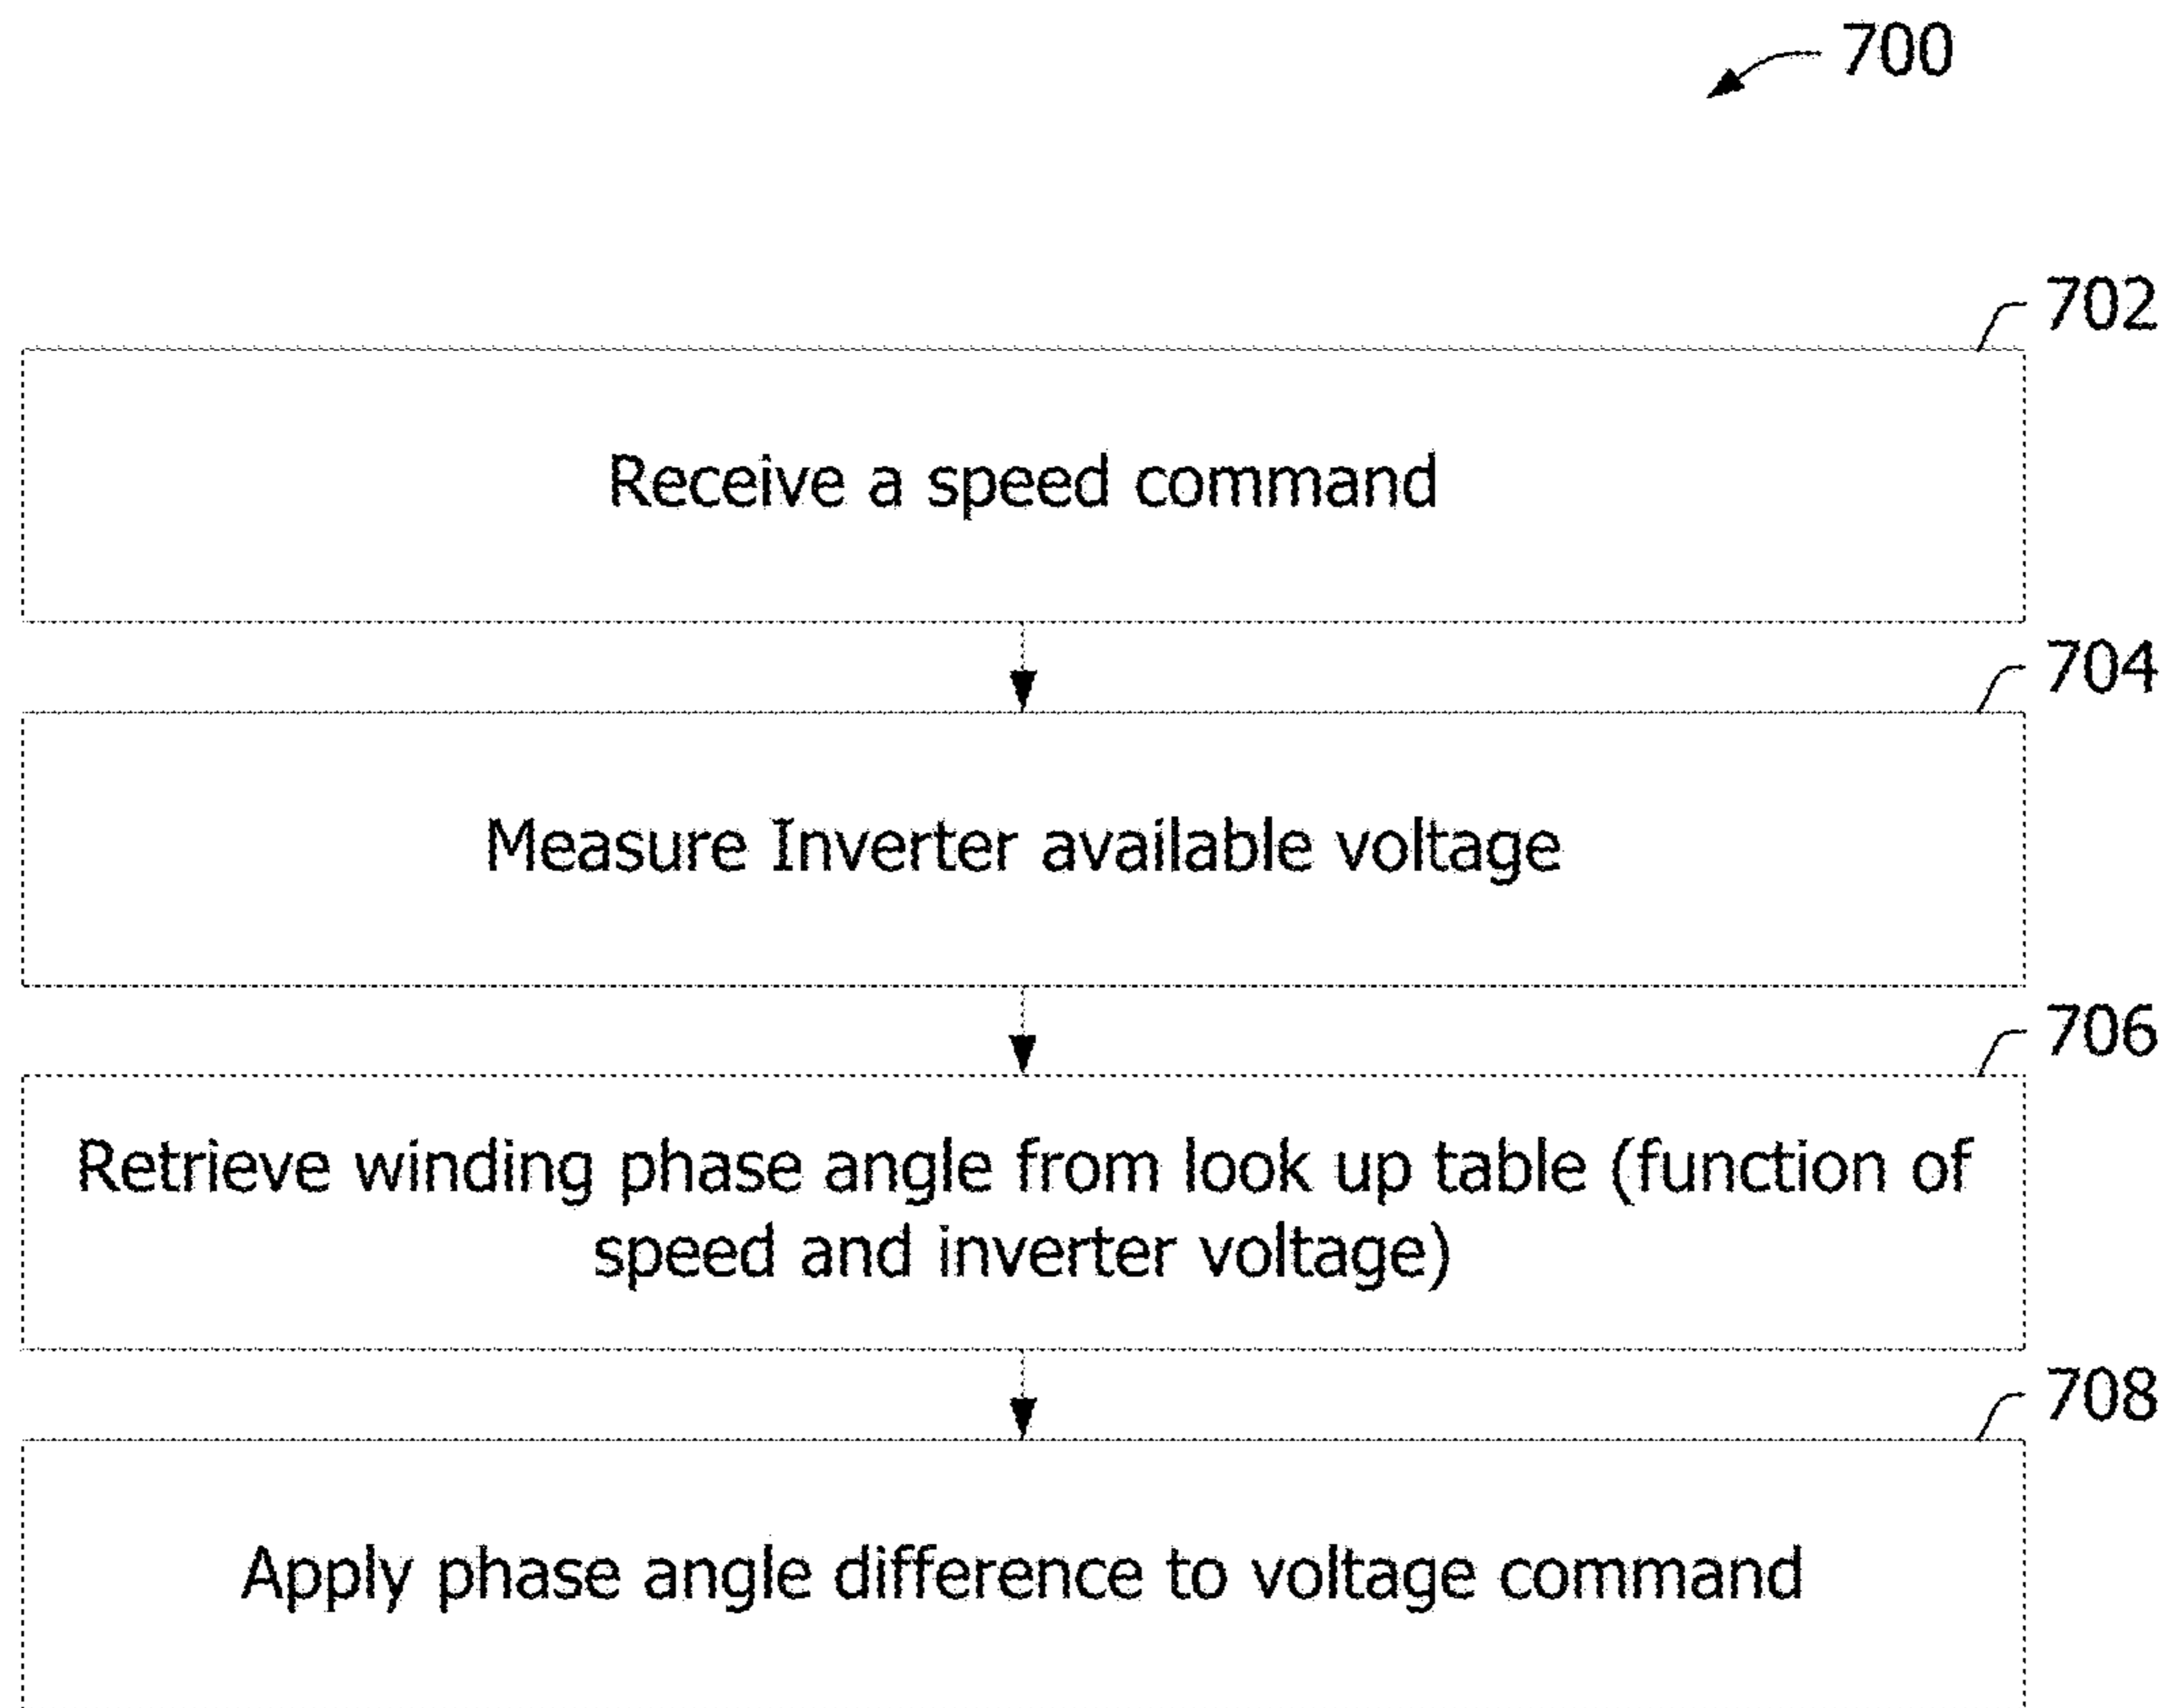 700
702
Receive a speed command
704
Measure Inverter available voltage
706
Retrieve winding phase angle from look up table (function of
speed and inverter voltage)
708
Apply phase angle difference to voltage command